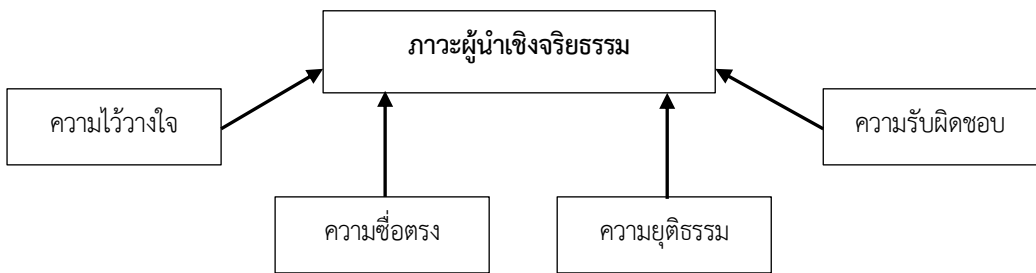 ภาวะผู้นำเชิงจริยธรรม
ความไว้วางใจ
ความรับผิดชอบ
ความซื่อตรง
ความยุติธรรม